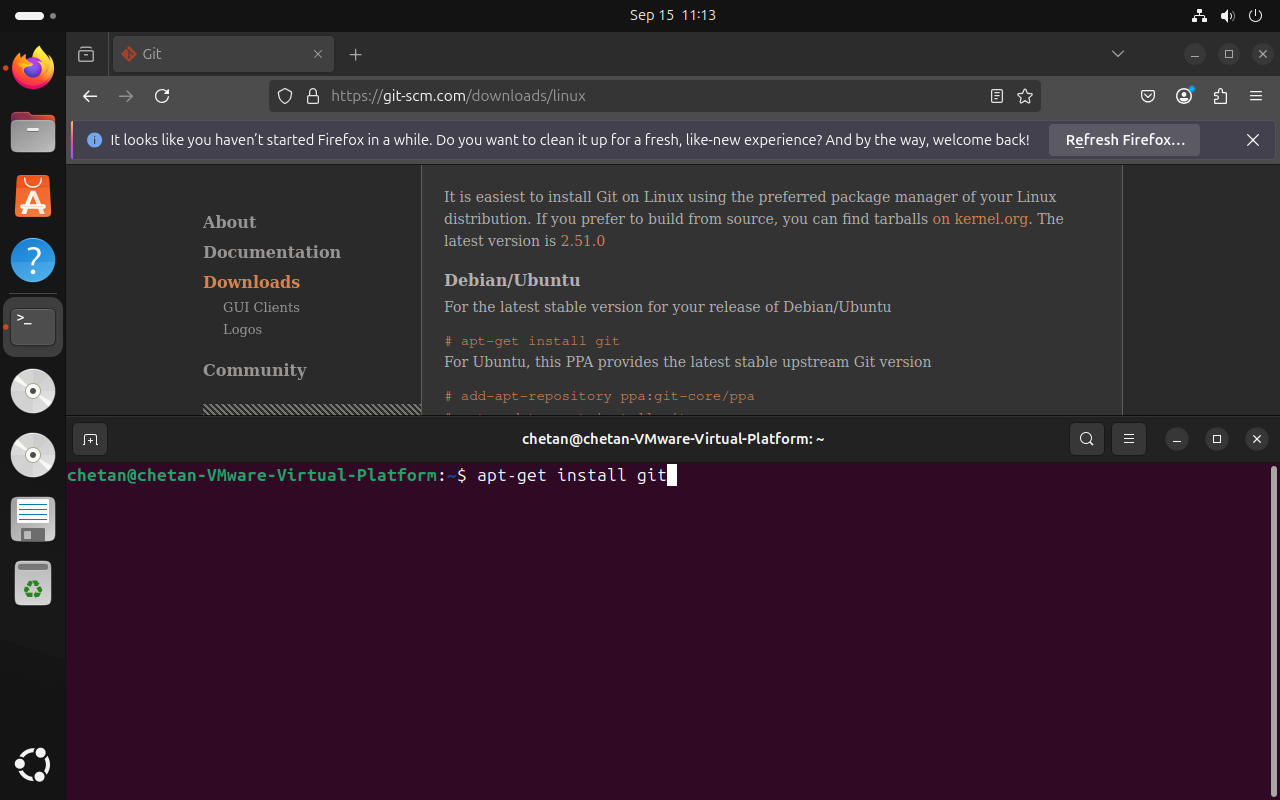 Sep 15 11:13
Git
https://git-scm.com/downloads/linux
It looks like you haven’t started Firefox in a while. Do you want to clean it up for a fresh, like-new experience? And by the way, welcome back!
Refresh Firefox…
About
Documentation
Downloads
GUI Clients
Logos
Community
It is easiest to install Git on Linux using the preferred package manager of your Linux
distribution. If you prefer to build from source, you can find tarballs on kernel.org. The
latest version is 2.51.0
Debian/Ubuntu
For the latest stable version for your release of Debian/Ubuntu
# apt-get install git
For Ubuntu, this PPA provides the latest stable upstream Git version
# add-apt-repository ppa:git-core/ppa
chetan@chetan-VMware-Virtual-Platform: ~
chetan@chetan-VMware-Virtual-Platform:~$ apt-get install git